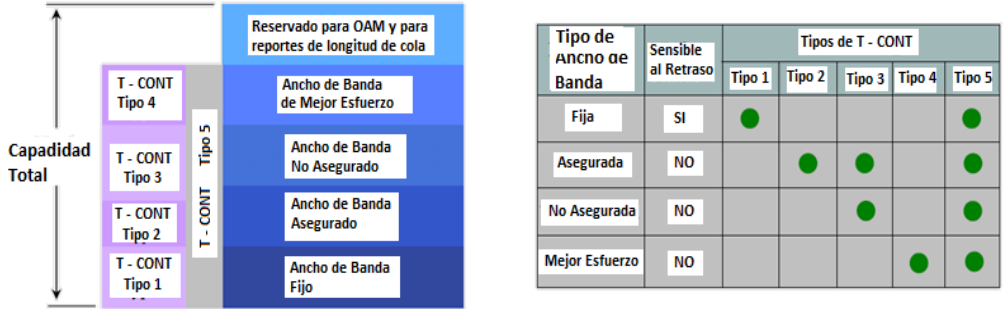 Capadidad
Total
T - CONT
Tipo 4
T - CONT
Tipo 3
T - CONT
Tipo 2
T - CONT
Tipo 1
T - CONT Tipo 5
Reservado para OAM y para
reportes de longitud de cola
Ancho de Banda
de Mejor Esfuerzo
Ancho de Banda
No Asegurado
Ancho de Banda
Asegurado
Ancho de Banda
Fijo
Tipo de
Ancho de
Banda
Sensible
al Retraso
Tipos de T - CONT
Tipo 1
Tipo 2
Tipo 3
Tipo 4
Tipo 5
Fija
SI
Asegurada
NO
No Asegurada
NO
Mejor Esfuerzo
NO